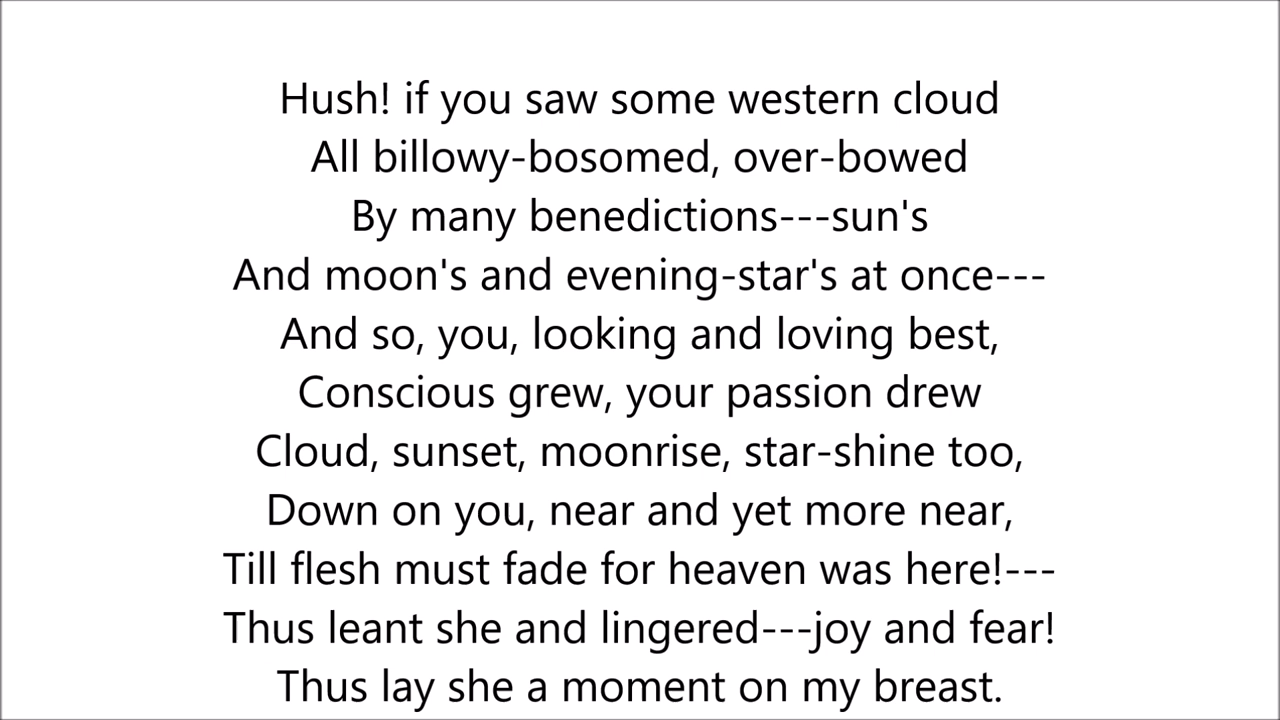 Hush! if you saw some western cloud
All billowy-bosomed, over-bowed
By many benedictions---sun's
And moon's and evening-star's at once---
And so, you, looking and loving best,
Conscious grew, your passion drew
Cloud, sunset, moonrise, star-shine too,
Down on you, near and yet more near,
Till flesh must fade for heaven was here!---
Thus leant she and lingered---joy and fear!
Thus lay she a moment on my breast.